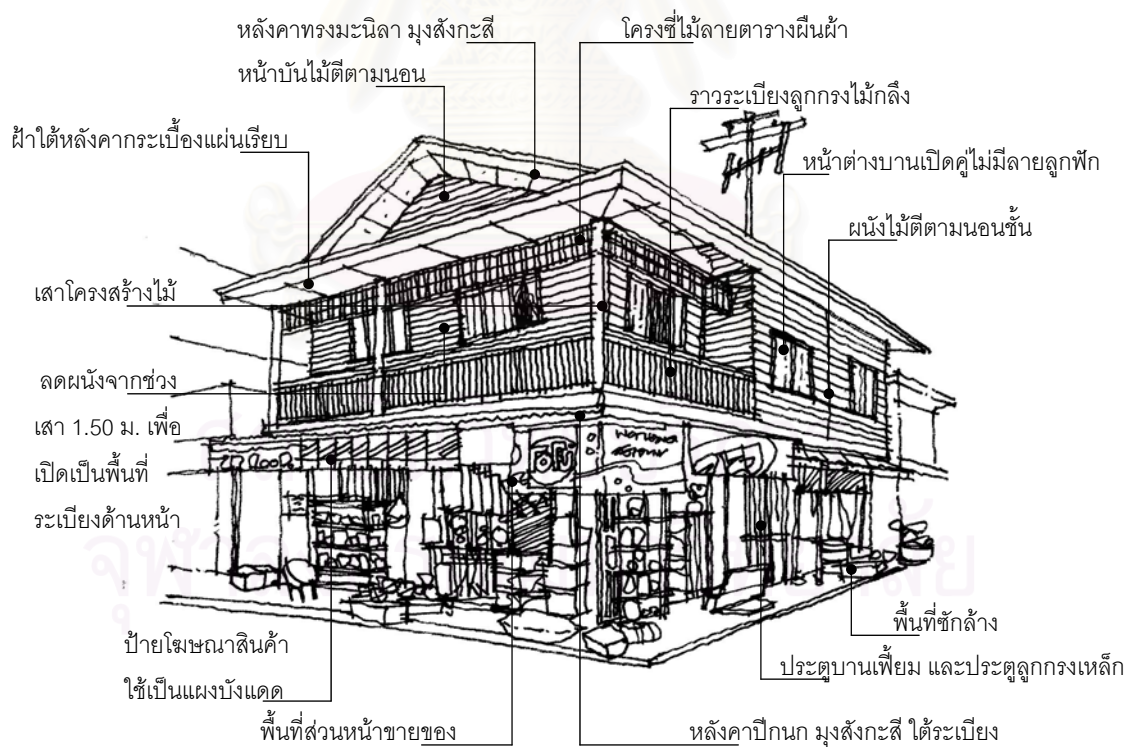 หลังคาทรงมะนิลา มุงสังกะสี
โครงซี่ไม้ลายตารางผืนผ้า
หน้าบันไม้ตีตามนอน
ราวระเบียงลูกกรงไม้กลึง
ฝ้าใต้หลังคากระเบื้องแผ่นเรียบ
หน้าต่างบานเปิดคู่ไม่มีลายลูกฟัก
ผนังไม้ตีตามนอนชั้น
เสาโครงสร้างไม้
ลดผนังจากช่วง
เสา 1.50 ม. เพื่อ
เปิดเป็นพื้นที่
ระเบียงด้านหน้า
พื้นที่ซักล้าง
ป้ายโฆษณาสินค้า
ใช้เป็นแผงบังแดด
ประตูบานเฟี้ยม และประตูลูกกรงเหล็ก
พื้นที่ส่วนหน้าขายของ
หลังคาปีกนก มุงสังกะสี ใต้ระเบียง